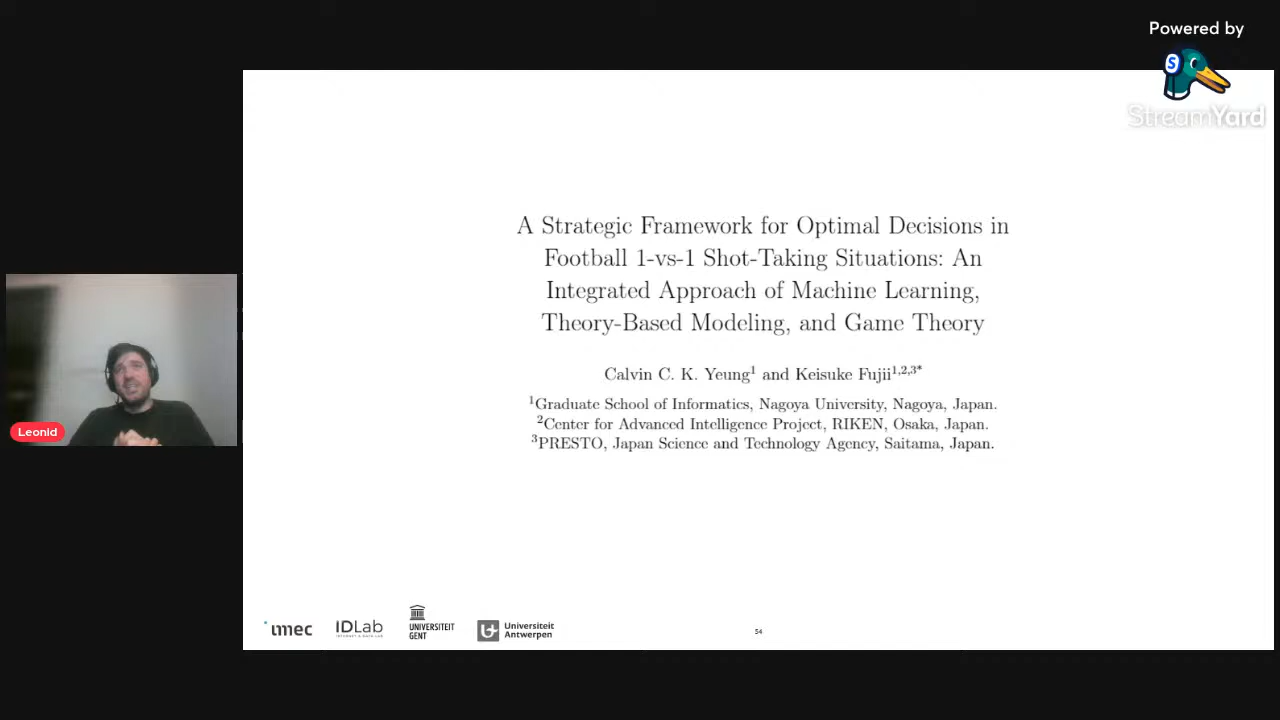 Powered by
S
StreamYard
A Strategic Framework for Optimal Decisions in
Football 1-vs-1 Shot-Taking Situations: An
Integrated Approach of Machine Learning,
Theory-Based Modeling, and Game Theory
Calvin C. K. Yeung¹ and Keisuke Fujii¹,²,³*
¹Graduate School of Informatics, Nagoya University, Nagoya, Japan.
²Center for Advanced Intelligence Project, RIKEN, Osaka, Japan.
³PRESTO, Japan Science and Technology Agency, Saitama, Japan.
Leonid
imec
IDLab
INTERNET & DATA LAB
UNIVERSITEIT
GENT
Universiteit
Antwerpen
54